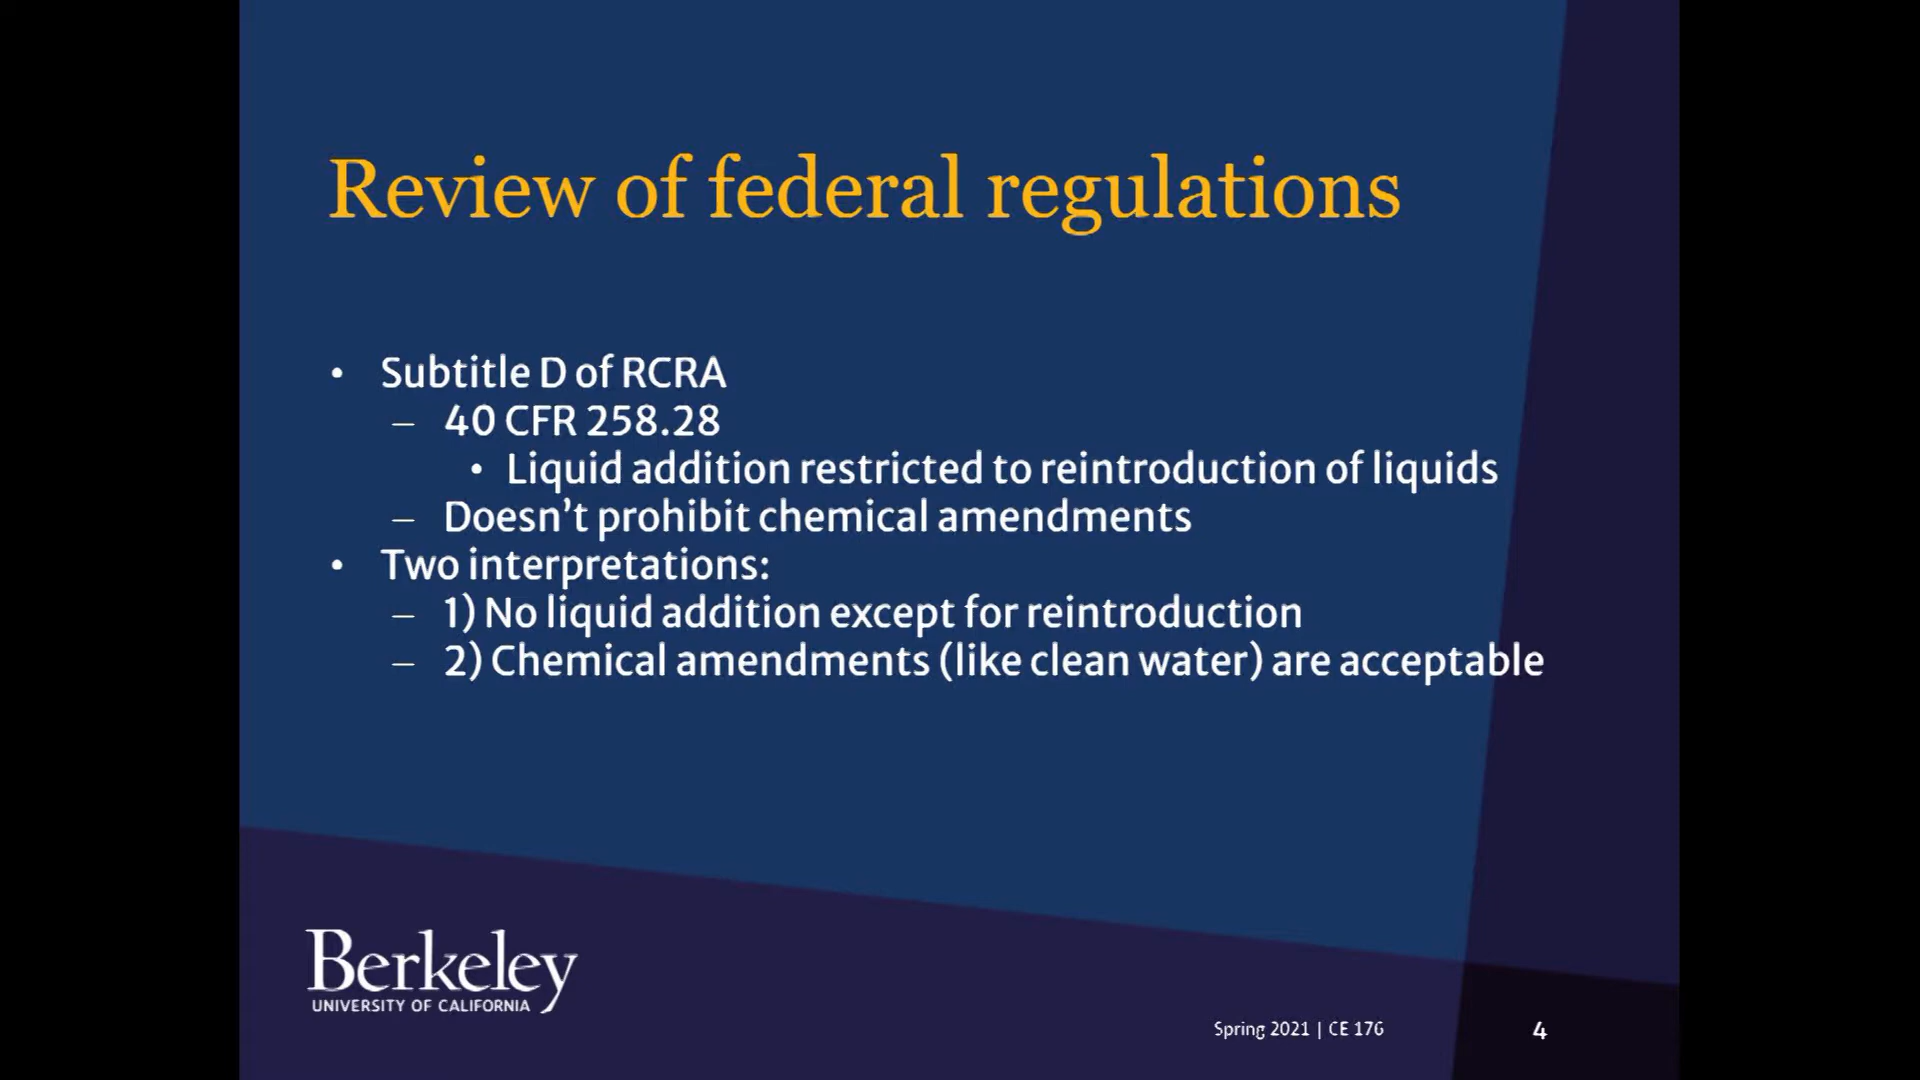 Review of federal regulations
• Subtitle D of RCRA
– 40 CFR 258.28
• Liquid addition restricted to reintroduction of liquids
– Doesn’t prohibit chemical amendments
• Two interpretations:
– 1) No liquid addition except for reintroduction
– 2) Chemical amendments (like clean water) are acceptable
Berkeley
UNIVERSITY OF CALIFORNIA
Spring 2021 | CE 176
4